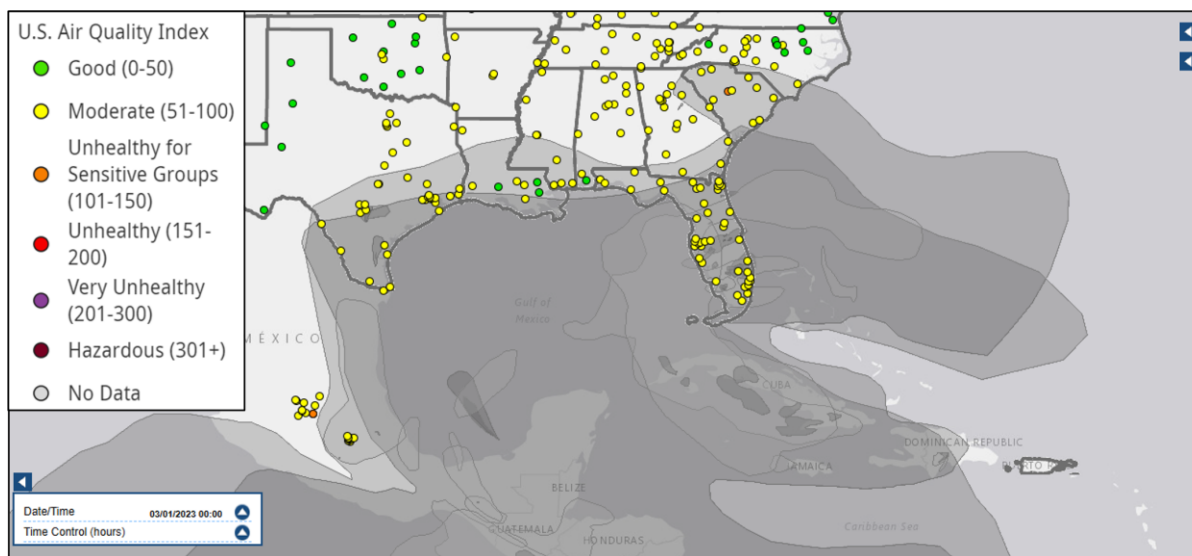 U.S. Air Quality Index
Good (0-50)
Moderate (51-100)
Unhealthy for
Sensitive Groups
(101-150)
Unhealthy (151-
200)
Very Unhealthy
(201-300)
Hazardous (301+)
No Data
Gulf of
Mexico
MÉXICO
CUBA
DOMINICAN REPUBLIC
JAMAICA
PUERTO R
BELIZE
GUATEMALA
HONDURAS
Caribbean Sea
Date/Time 03/01/2023 00:00
Time Control (hours)